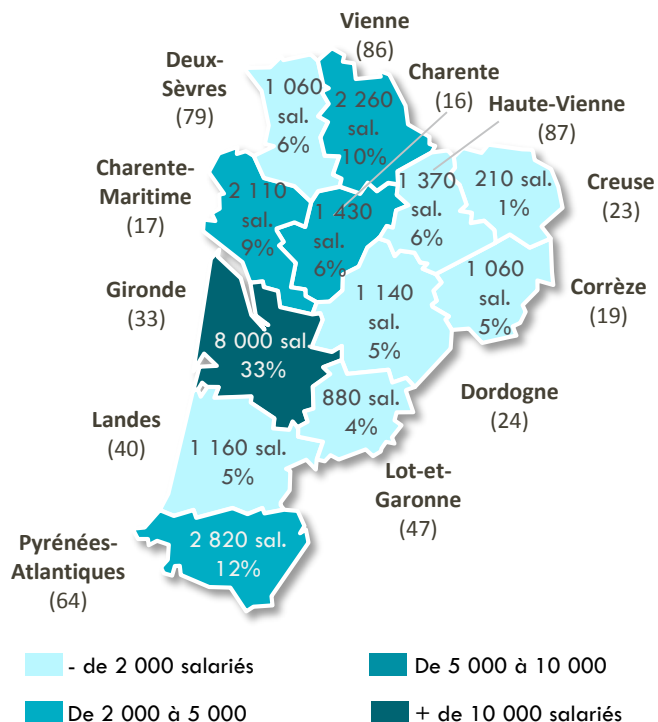 Vienne
(86)
Deux-
Sèvres
(79)
Charente
(16)
Haute-Vienne
(87)
1 060
sal.
6%
2 260
sal.
10%
Charente-
Maritime
(17)
2 110
sal.
9%
1 430
sal.
6%
1 370
sal.
6%
210 sal.
1%
Creuse
(23)
Gironde
(33)
8 000 sal.
33%
1 140
sal.
5%
1 060
sal.
5%
Corrèze
(19)
Dordogne
(24)
Landes
(40)
1 160 sal.
5%
880 sal.
4%
Lot-et-
Garonne
(47)
Pyrénées-
Atlantiques
(64)
2 820 sal.
12%
- de 2 000 salariés
De 5 000 à 10 000
De 2 000 à 5 000
+ de 10 000 salariés